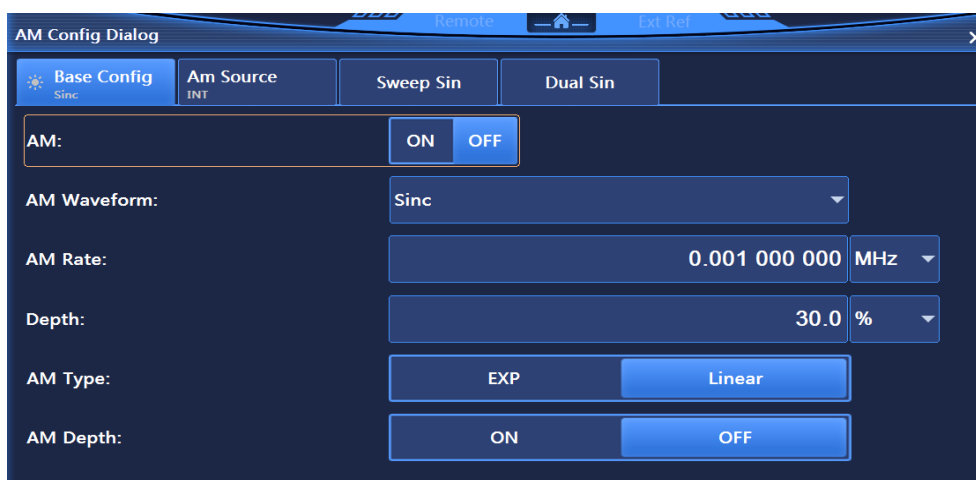 Remote Ext Ref
AM Config Dialog
Base Config Am Source Sweep Sin Dual Sin
Sinc INT
AM: ON OFF
AM Waveform: Sinc
AM Rate: 0.001 000 000 MHz
Depth: 30.0 %
AM Type: EXP Linear
AM Depth: ON OFF